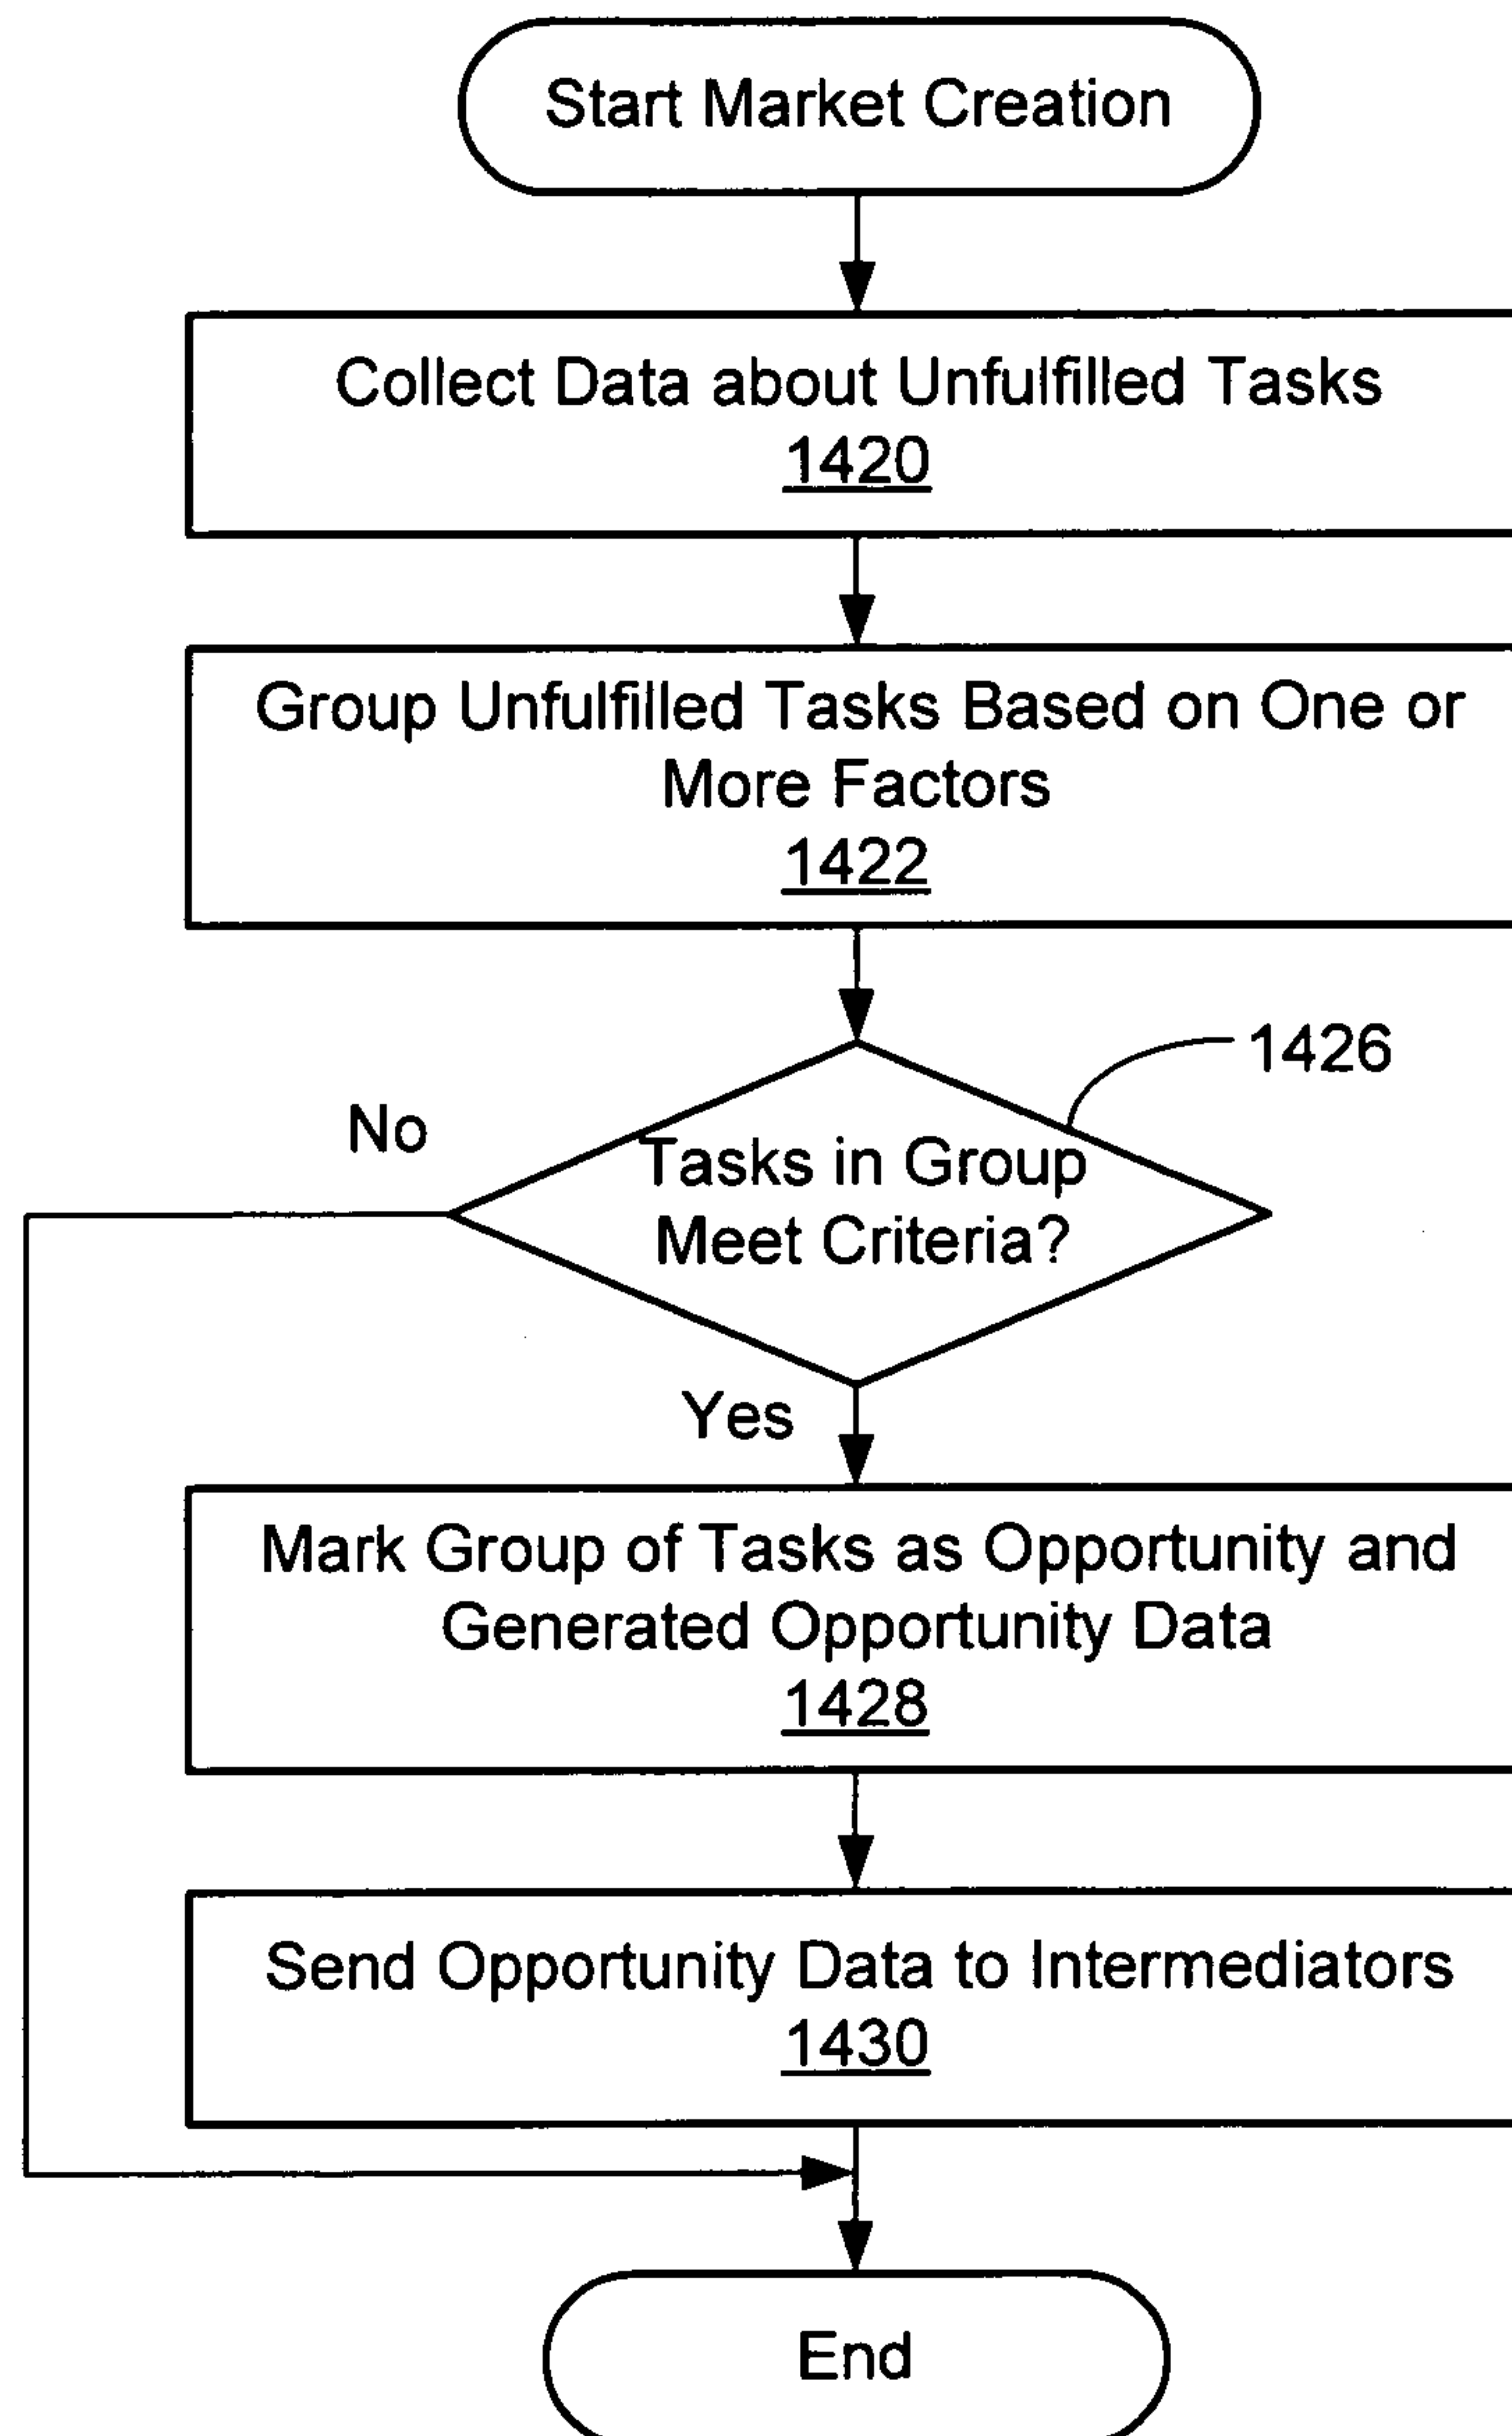 Start Market Creation
Collect Data about Unfulfilled Tasks
1420
Group Unfulfilled Tasks Based on One or
More Factors
1422
1426
No
Tasks in Group
Meet Criteria?
Yes
Mark Group of Tasks as Opportunity and
Generated Opportunity Data
1428
Send Opportunity Data to Intermediators
1430
End